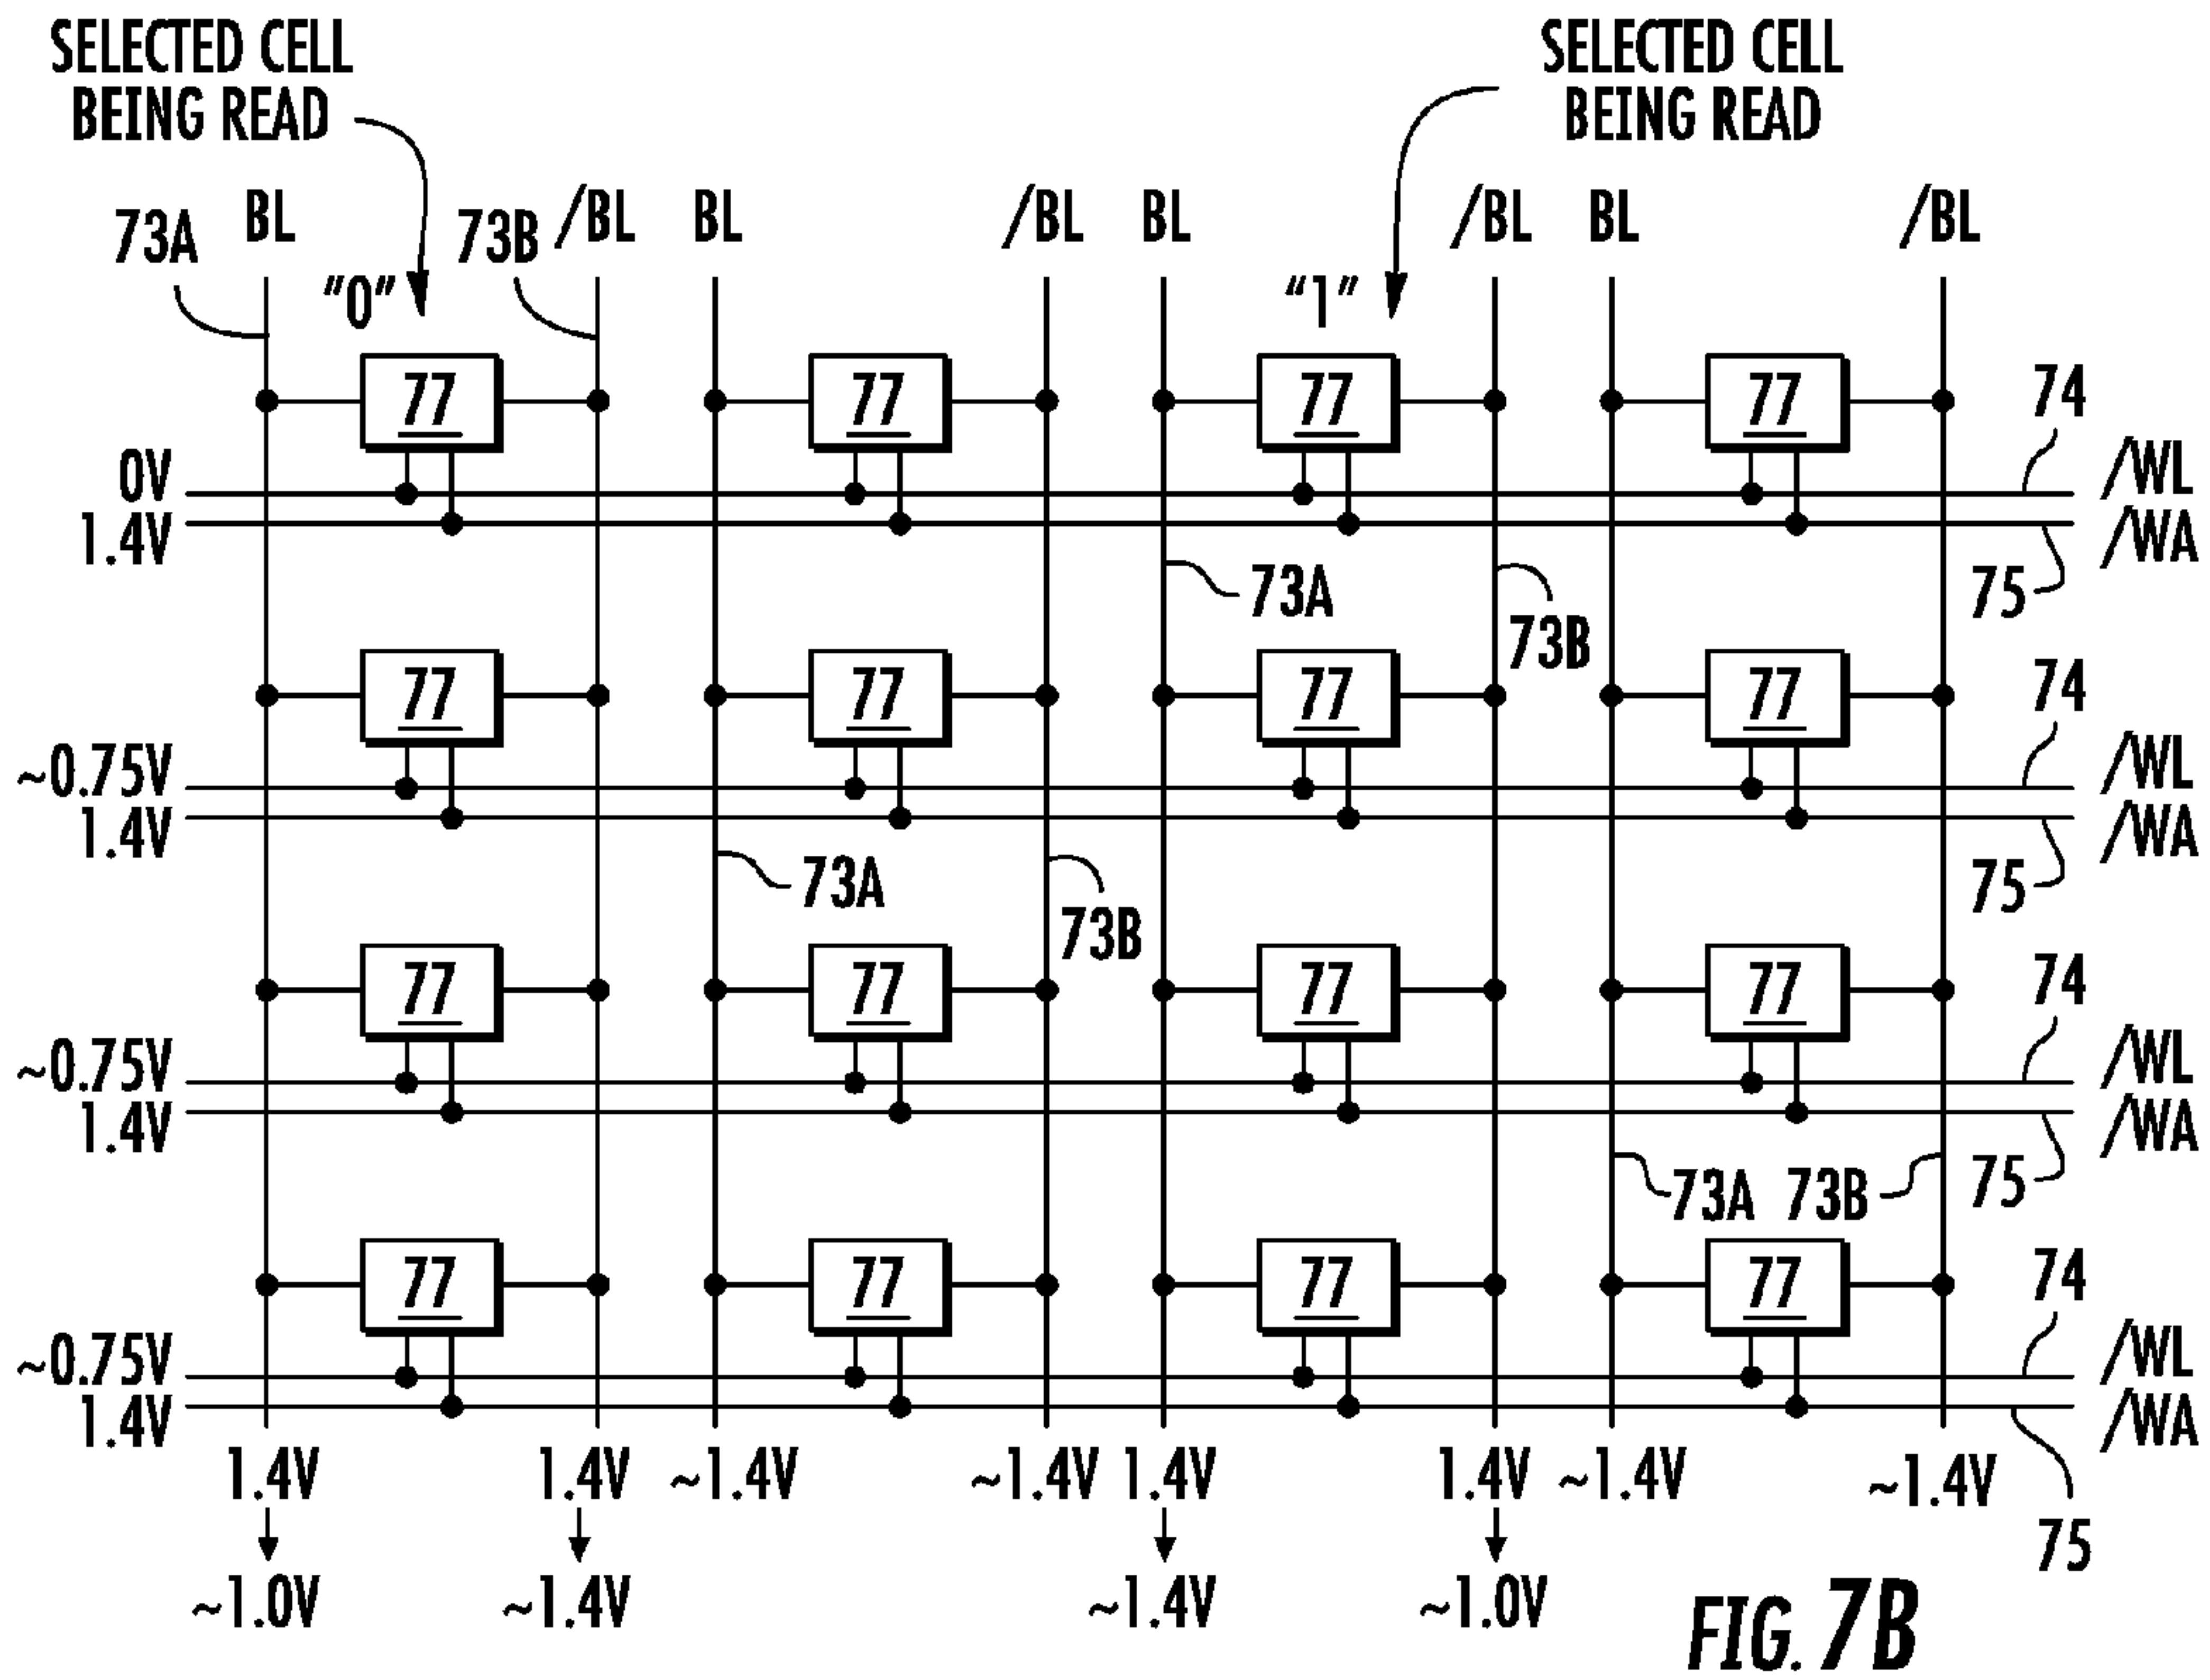 SELECTED CELL
BEING READ
SELECTED CELL
BEING READ
73A BL 73B /BL BL /BL BL /BL BL /BL
"0" "1"
77 77 77 77 74
0V /WL
1.4V /WA
73A 75
73B
77 77 77 77 74
~0.75V /WL
1.4V /WA
73A 75
73B
77 77 77 77 74
~0.75V /WL
1.4V /WA
73A 73B 75
77 77 77 77 74
~0.75V /WL
1.4V /WA
1.4V 1.4V ~1.4V ~1.4V 1.4V 1.4V ~1.4V ~1.4V
75
~1.0V ~1.4V ~1.4V ~1.0V
FIG. 7B